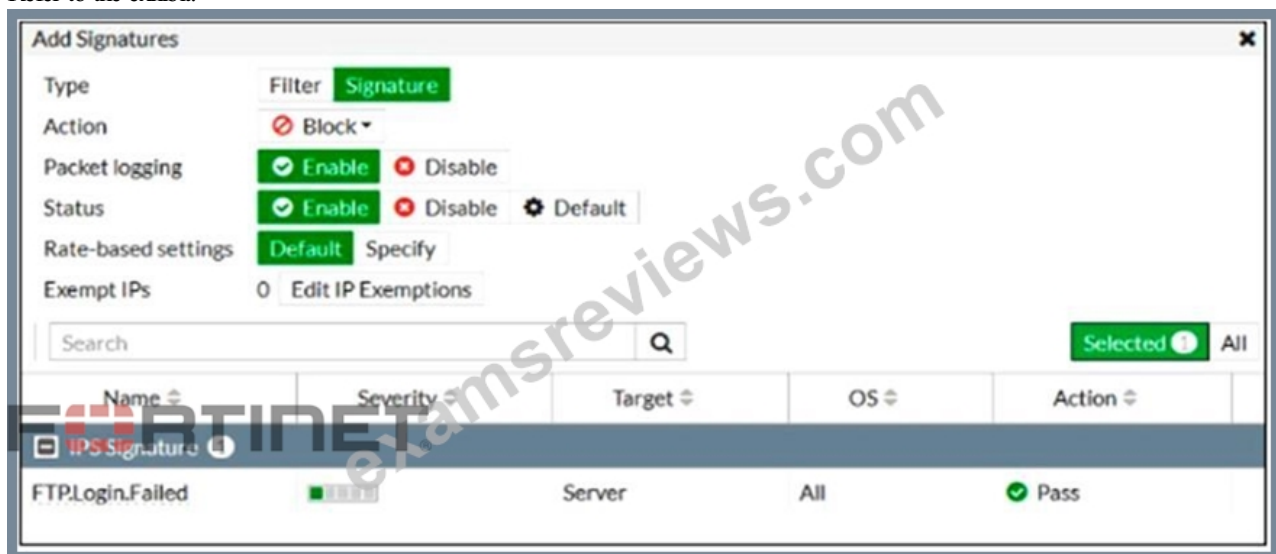 Add Signatures
Type Filter Signature
Action Block
Packet logging Enable Disable
Status Enable Disable Default
Rate-based settings Default Specify
Exempt IPs 0 Edit IP Exemptions
Search Selected 1 All
Name Severity Target OS Action
IPS Signature 1
FTP.Login.Failed Server All Pass
FORTINET
examsreviews.com